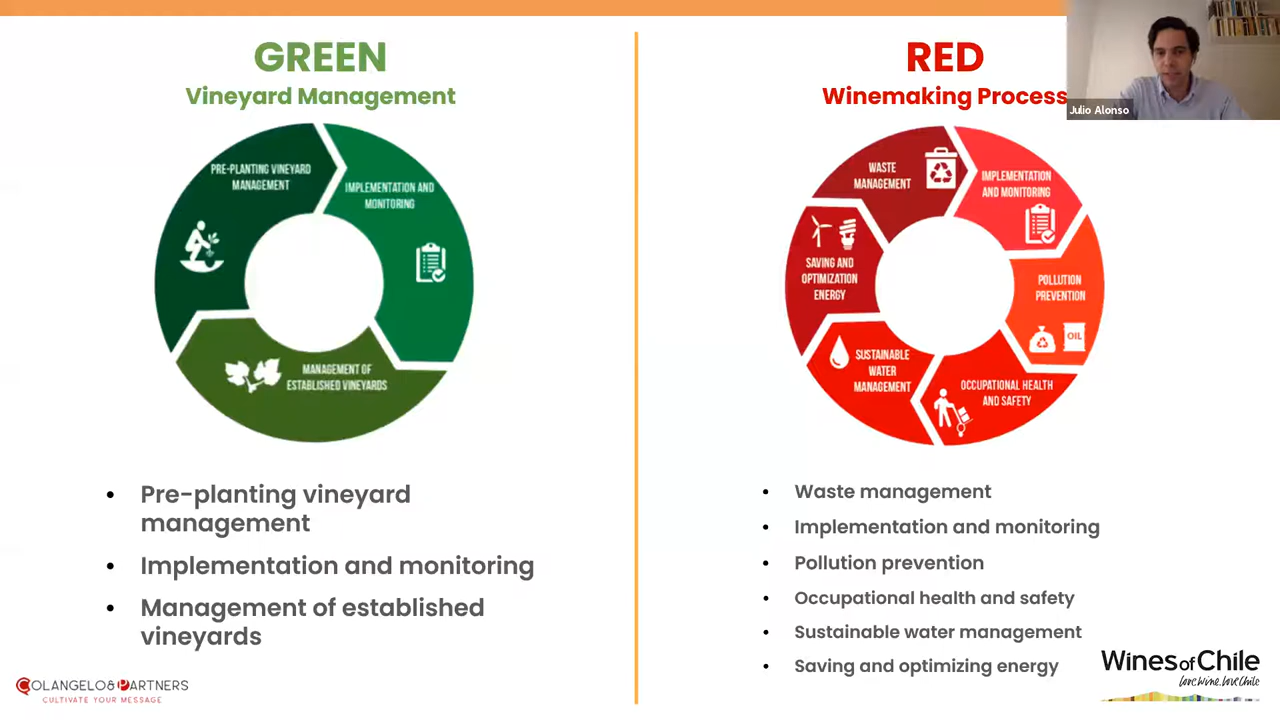 GREEN
Vineyard Management
PRE-PLANTING VINEYARD
MANAGEMENT
IMPLEMENTATION AND
MONITORING
MANAGEMENT OF
ESTABLISHED VINEYARDS
• Pre-planting vineyard
management
• Implementation and monitoring
• Management of established
vineyards
COLANGELO & PARTNERS
CULTIVATE YOUR MESSAGE
RED
Winemaking Process
Julio Alonso
WASTE
MANAGEMENT
IMPLEMENTATION
AND MONITORING
SAVING AND
OPTIMIZATION
ENERGY
POLLUTION
PREVENTION
OIL
SUSTAINABLE
WATER
MANAGEMENT
OCCUPATIONAL HEALTH
AND SAFETY
• Waste management
• Implementation and monitoring
• Pollution prevention
• Occupational health and safety
• Sustainable water management
• Saving and optimizing energy
Wines of Chile
love wine. love Chile